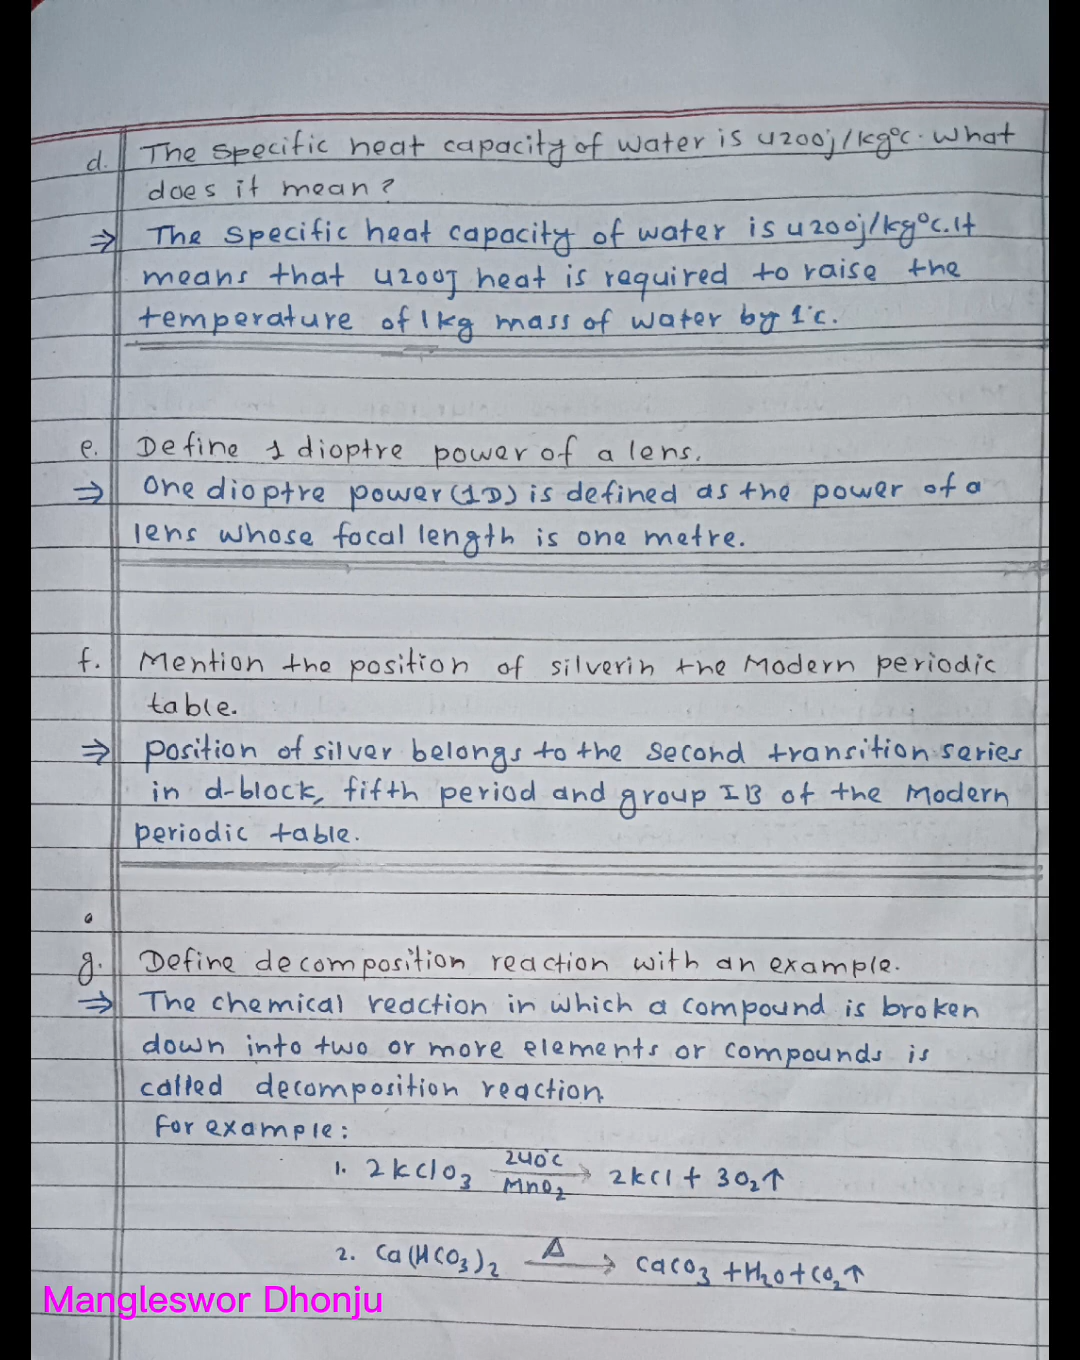 d. The specific heat capacity of water is 4200j/kg°c. What
does it mean?
⇒ The specific heat capacity of water is 4200j/kg°c. It
means that 4200J heat is required to raise the
temperature of 1kg mass of water by 1°c.
e. Define 1 dioptre power of a lens.
⇒ One dioptre power (1D) is defined as the power of a
lens whose focal length is one metre.
f. Mention the position of silverin the Modern periodic
table.
⇒ position of silver belongs to the second transition series
in d-block, fifth period and group IB of the Modern
periodic table.
g. Define decomposition reaction with an example.
⇒ The chemical reaction in which a compound is broken
down into two or more elements or compounds is
called decomposition reaction.
For example:
240°C
1. 2KClO₃ → 2KCl + 3O₂↑
MnO₂
2. Ca(HCO₃)₂ Δ→ CaCO₃ + H₂O + CO₂↑
Mangleswor Dhonju